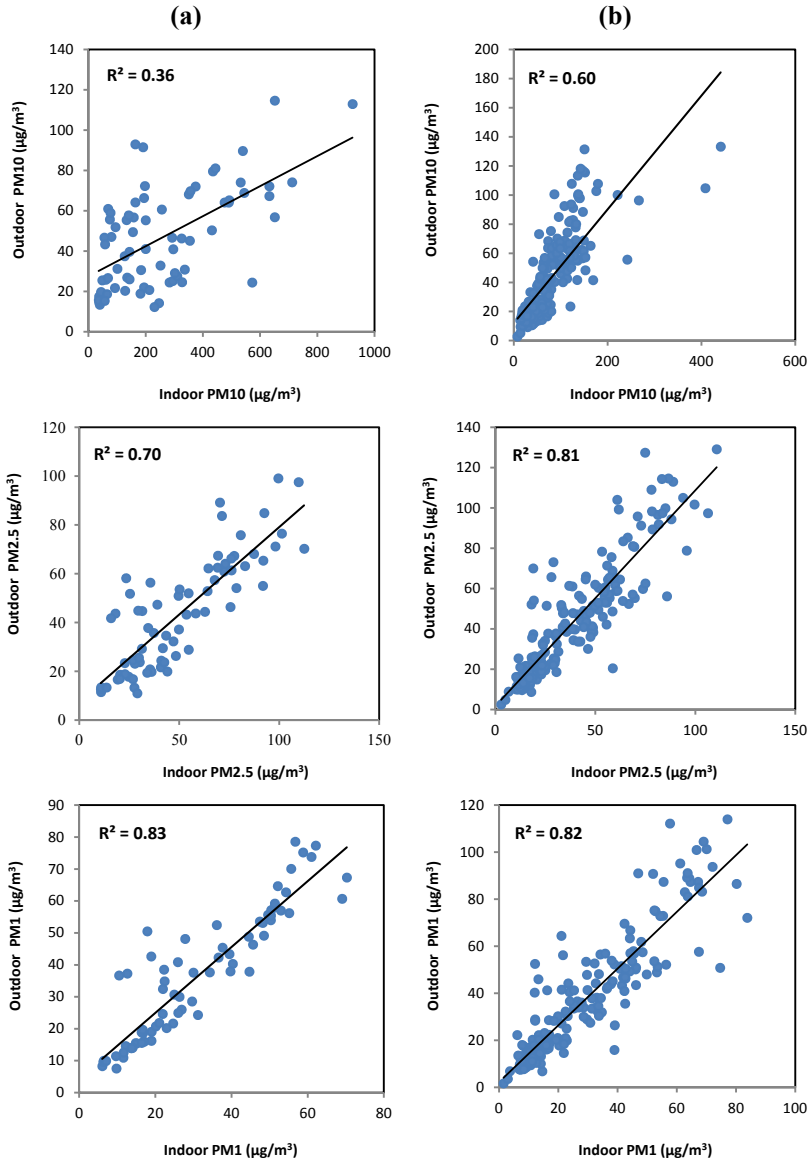 (a)
(b)
R² = 0.36
Outdoor PM10 (µg/m³)
140
120
100
80
60
40
20
0
0 200 400 600 800 1000
Indoor PM10 (µg/m³)
R² = 0.60
Outdoor PM10 (µg/m³)
200
180
160
140
120
100
80
60
40
20
0
0 200 400 600
Indoor PM10 (µg/m³)
R² = 0.70
Outdoor PM2.5 (µg/m³)
120
100
80
60
40
20
0
0 50 100 150
Indoor PM2.5 (µg/m³)
R² = 0.81
Outdoor PM2.5 (µg/m³)
140
120
100
80
60
40
20
0
0 50 100 150
Indoor PM2.5 (µg/m³)
R² = 0.83
Outdoor PM1 (µg/m³)
90
80
70
60
50
40
30
20
10
0
0 20 40 60 80
Indoor PM1 (µg/m³)
R² = 0.82
Outdoor PM1 (µg/m³)
120
100
80
60
40
20
0
0 20 40 60 80 100
Indoor PM1 (µg/m³)